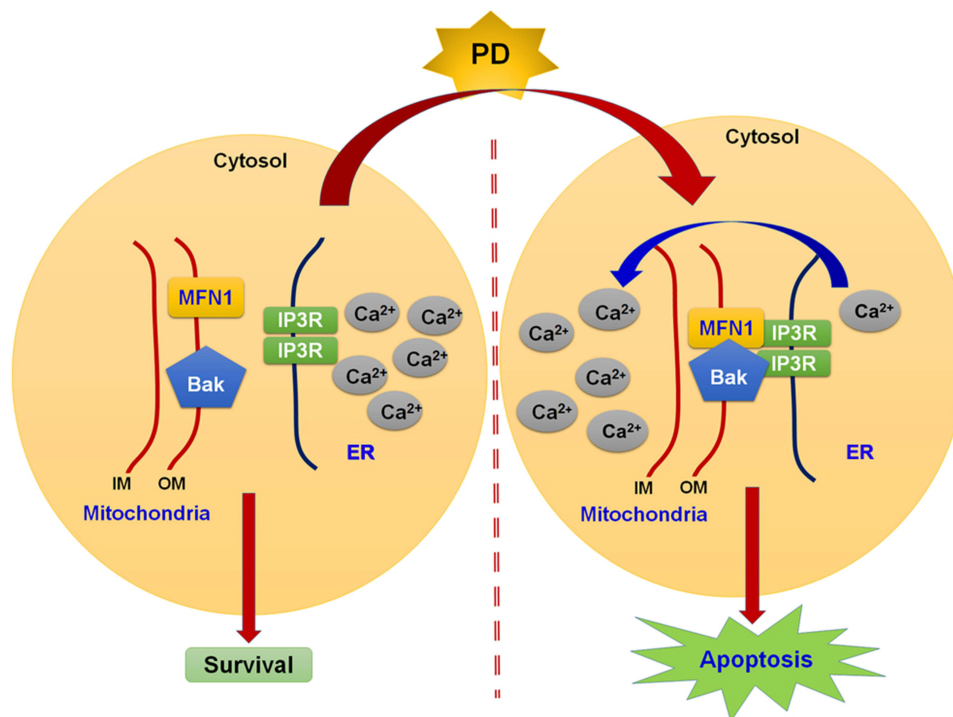 PD
Cytosol
MFN1
Bak
IP3R
IP3R
Ca²⁺
Ca²⁺
Ca²⁺
Ca²⁺
Ca²⁺
ER
IM
OM
Mitochondria
Survival
Cytosol
Ca²⁺
Ca²⁺
Ca²⁺
Ca²⁺
Ca²⁺
MFN1
Bak
IP3R
IP3R
Ca²⁺
ER
IM
OM
Mitochondria
Apoptosis